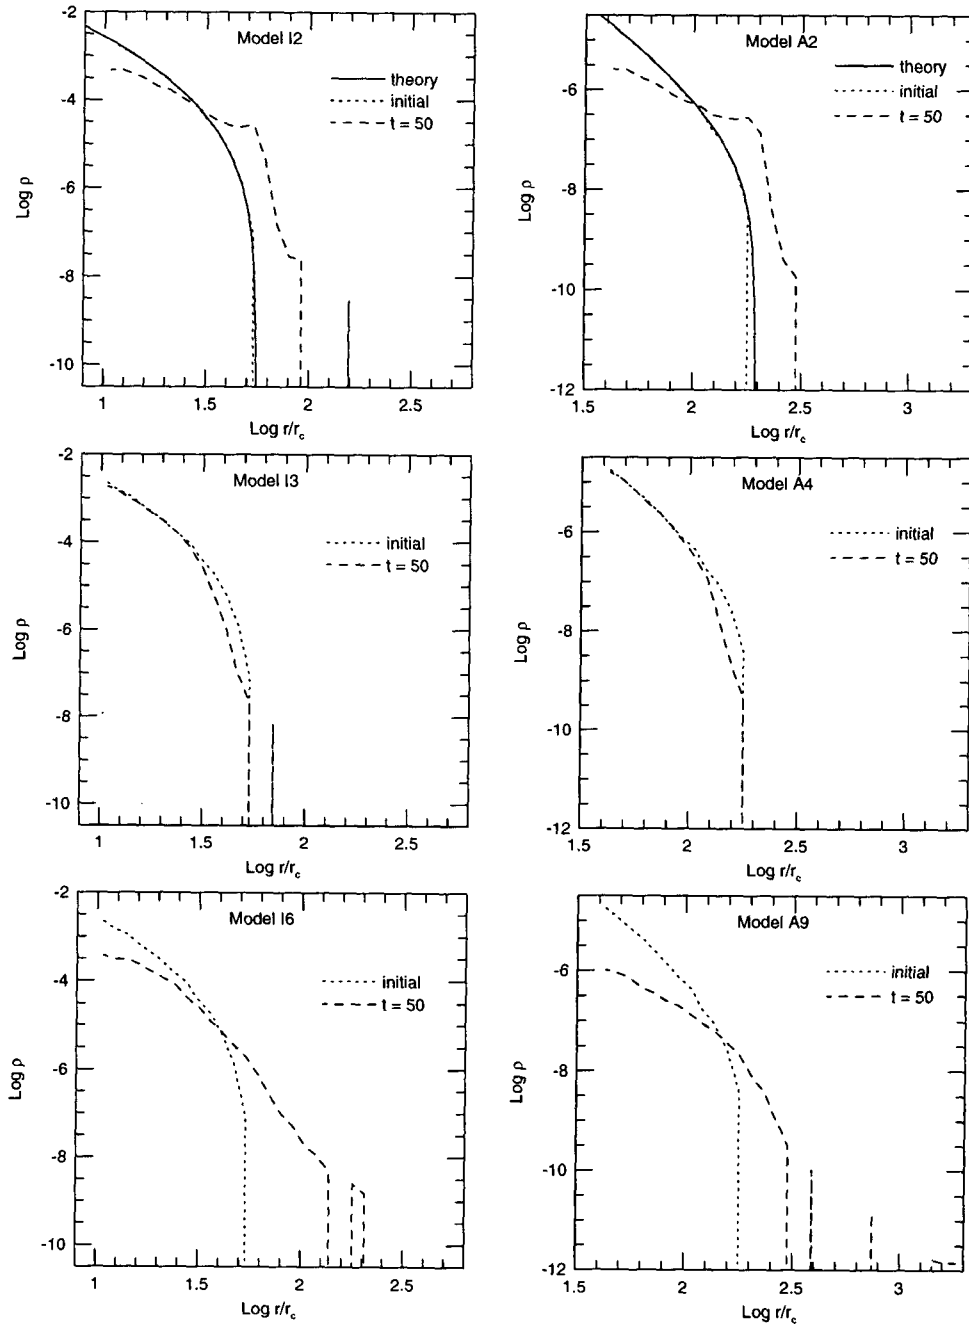 Model I2
theory
initial
t = 50
-2
-4
-6
-8
-10
Log ρ
1
1.5
2
2.5
Log r/r_c
Model A2
theory
initial
t = 50
-6
-8
-10
-12
Log ρ
1.5
2
2.5
3
Log r/r_c
Model I3
initial
t = 50
-2
-4
-6
-8
-10
Log ρ
1
1.5
2
2.5
Log r/r_c
Model A4
initial
t = 50
-6
-8
-10
-12
Log ρ
1.5
2
2.5
3
Log r/r_c
Model I6
initial
t = 50
-2
-4
-6
-8
-10
Log ρ
1
1.5
2
2.5
Log r/r_c
Model A9
initial
t = 50
-6
-8
-10
-12
Log ρ
1.5
2
2.5
3
Log r/r_c